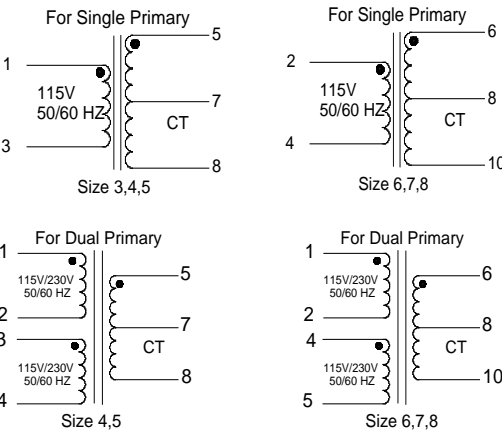 For Single Primary
5
1
115V
50/60 HZ
7
CT
3
8
Size 3,4,5
For Single Primary
6
2
115V
50/60 HZ
8
CT
4
10
Size 6,7,8
For Dual Primary
1
115V/230V
50/60 HZ
5
2
3
7
CT
115V/230V
50/60 HZ
8
4
Size 4,5
For Dual Primary
1
115V/230V
50/60 HZ
6
2
4
8
CT
115V/230V
50/60 HZ
10
5
Size 6,7,8